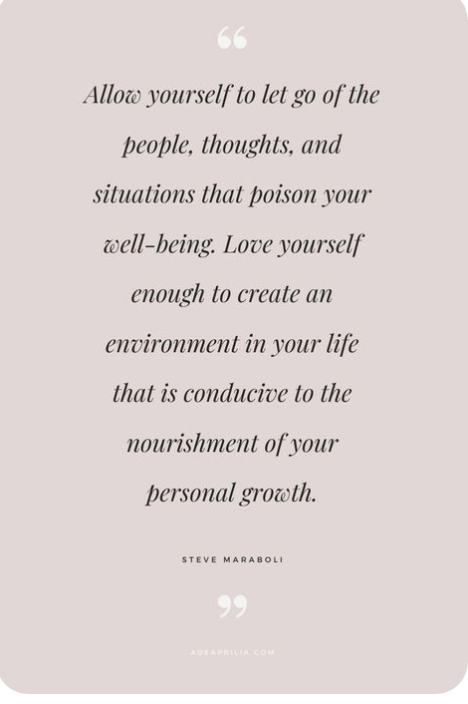 “
Allow yourself to let go of the
people, thoughts, and
situations that poison your
well-being. Love yourself
enough to create an
environment in your life
that is conducive to the
nourishment of your
personal growth.
STEVE MARABOLI
”
ADEAPRILIA.COM